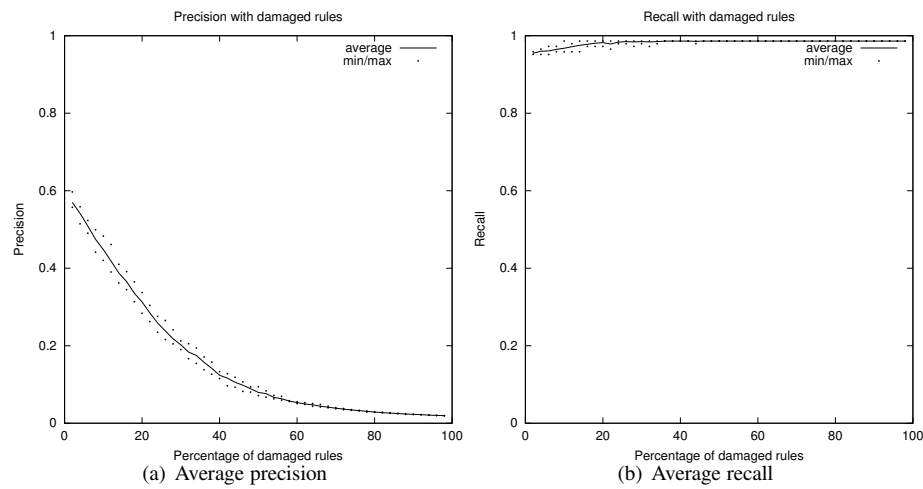 Precision with damaged rules
1
0.8
0.6
0.4
0.2
0
Precision
average
min/max
0 20 40 60 80 100
Percentage of damaged rules
(a) Average precision
Recall with damaged rules
1
0.8
0.6
0.4
0.2
0
Recall
average
min/max
0 20 40 60 80 100
Percentage of damaged rules
(b) Average recall